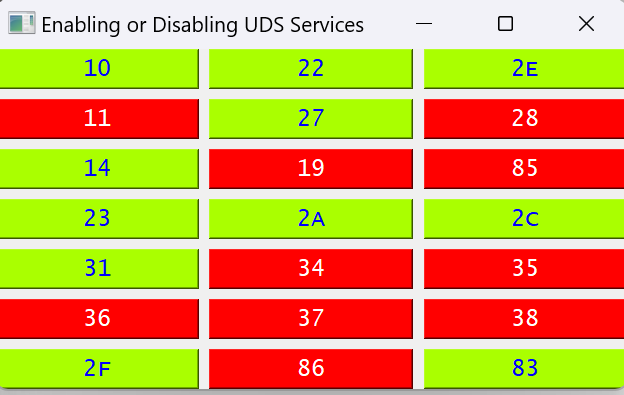 Enabling or Disabling UDS Services
10 22 2E
11 27 28
14 19 85
23 2A 2C
31 34 35
36 37 38
2F 86 83